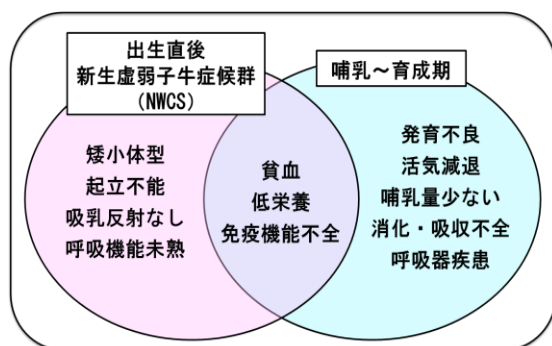 出生直後
新生虚弱子牛症候群
(NWCS)
哺乳～育成期
矮小体型
起立不能
吸乳反射なし
呼吸機能未熟
貧血
低栄養
免疫機能不全
発育不良
活気減退
哺乳量少ない
消化・吸収不全
呼吸器疾患